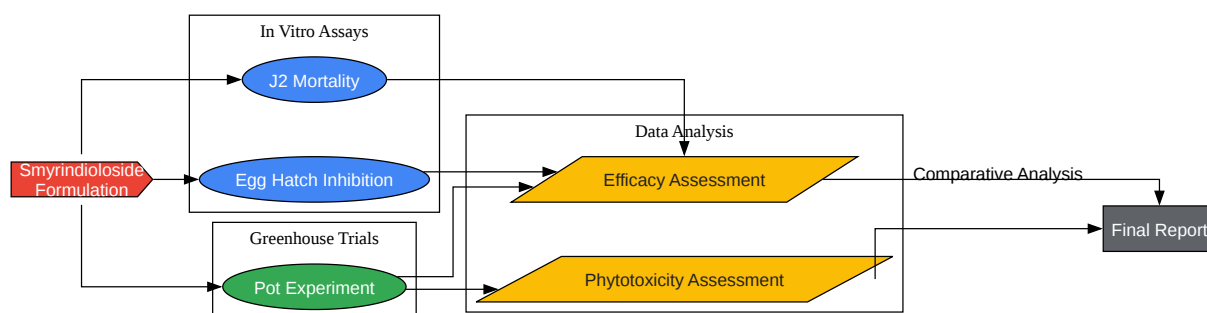 In Vitro Assays
J2 Mortality
Data Analysis
Smyrindioloside
Formulation
Egg Hatch Inhibition
Efficacy Assessment
Comparative Analysis
Final Report
Greenhouse Trials
Pot Experiment
Phytotoxicity Assessment